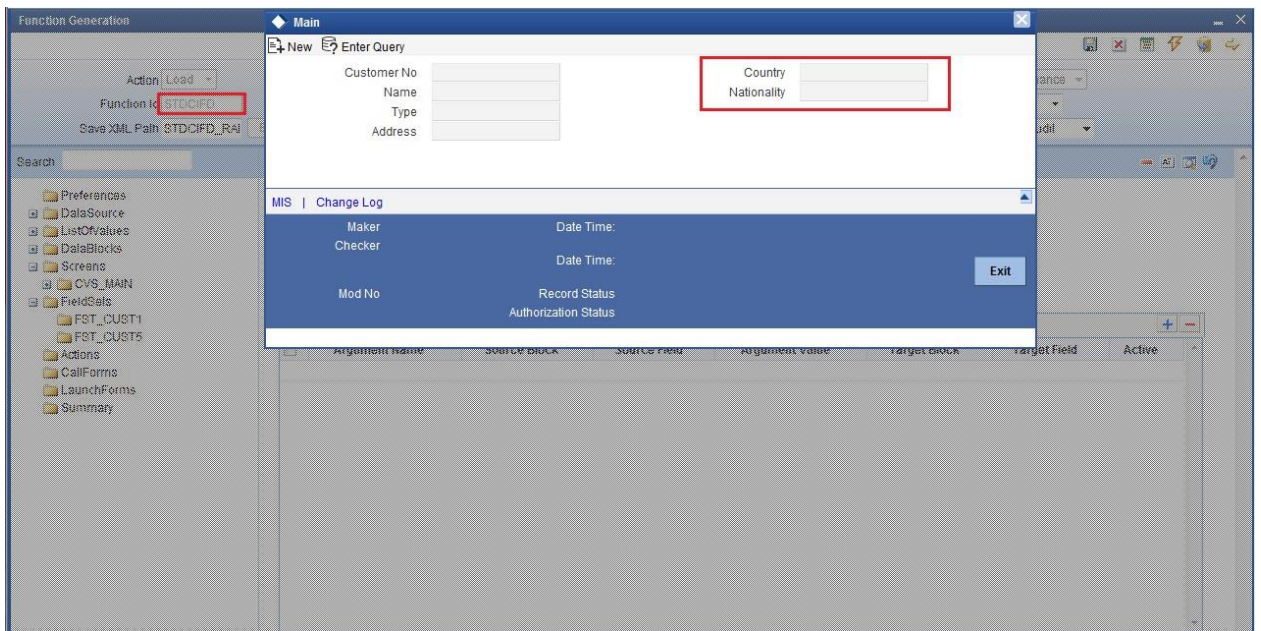 Function Generation
Main
New Enter Query
Customer No
Country
Name
Nationality
Type
Address
Action Load
Function Id STDCIFD
Save XML Path STDCIFD_RAI
Search
Preferences
DataSource
ListOfValues
DataBlocks
Screens
CVS_MAIN
FieldSets
FST_CUST1
FST_CUST5
Actions
CallForms
LaunchForms
Summary
MIS | Change Log
Maker Date Time:
Checker
Date Time:
Exit
Mod No Record Status
Authorization Status
Argument Name Source Block Source Field Argument Value Target Block Target Field Active